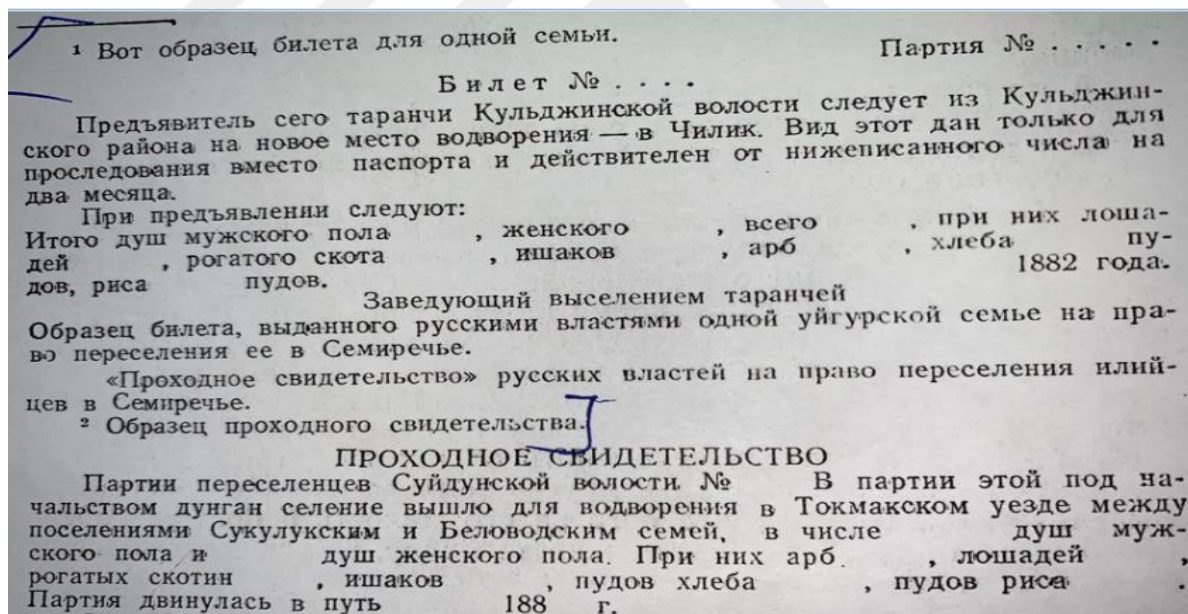 ¹ Вот образец билета для одной семьи.
Партия № . . . . .
Билет № . . . .
Предъявитель сего таранчи Кульджинской волости следует из Кульджин-
ского района на новое место водворения — в Чилик. Вид этот дан только для
проследования вместо паспорта и действителен от нижеписанного числа на
два месяца.
При предъявлении следуют:
Итого душ мужского пола , женского , всего , при них лоша-
дей , рогатого скота , ишаков , арб , хлеба пу-
дов, риса пудов. 1882 года.
Заведующий выселением таранчей
Образец билета, выданного русскими властями одной уйгурской семье на пра-
во переселения ее в Семиречье.
«Проходное свидетельство» русских властей на право переселения илий-
цев в Семиречье.
² Образец проходного свидетельства.
ПРОХОДНОЕ СВИДЕТЕЛЬСТВО
Партии переселенцев Суйдунской волости № В партии этой под на-
чальством дунган селение вышло для водворения в Токмакском уезде между
поселениями Сукулукским и Беловодским семей, в числе душ муж-
ского пола и душ женского пола. При них арб , лошадей ,
рогатых скотин , ишаков , пудов хлеба , пудов риса .
Партия двинулась в путь 188 г.